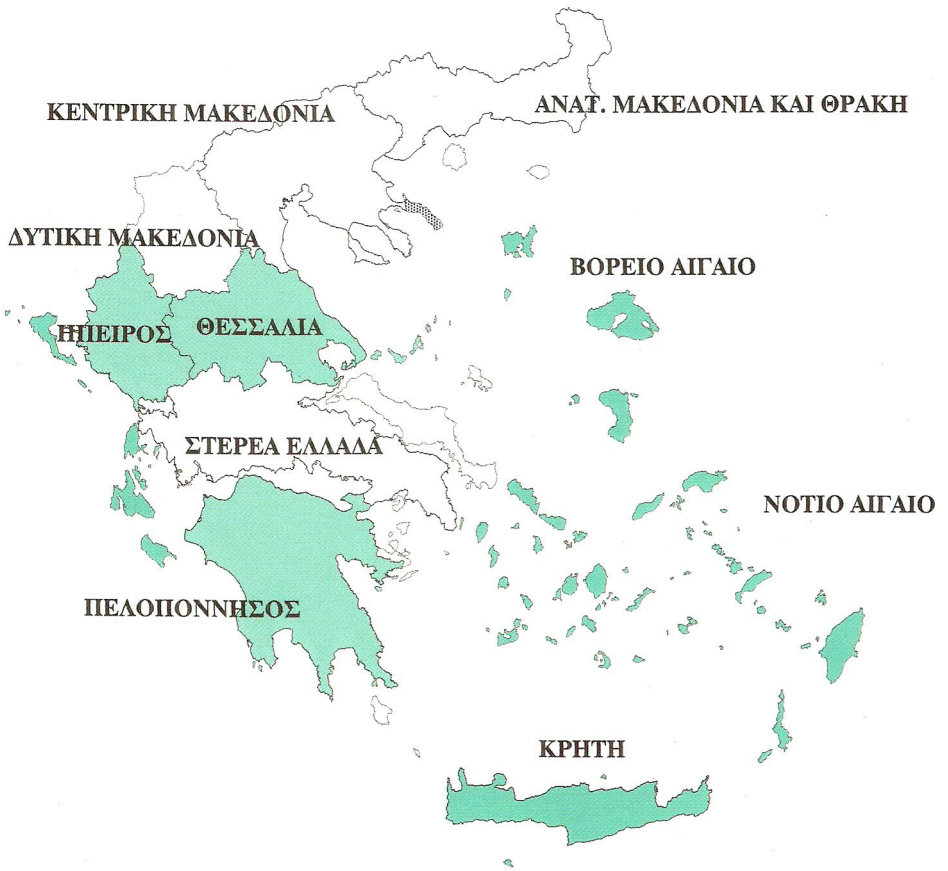 ΑΝΑΤ. ΜΑΚΕΔΟΝΙΑ ΚΑΙ ΘΡΑΚΗ
ΚΕΝΤΡΙΚΗ ΜΑΚΕΔΟΝΙΑ
ΔΥΤΙΚΗ ΜΑΚΕΔΟΝΙΑ
ΒΟΡΕΙΟ ΑΙΓΑΙΟ
ΗΠΕΙΡΟΣ
ΘΕΣΣΑΛΙΑ
ΣΤΕΡΕΑ ΕΛΛΑΔΑ
ΝΟΤΙΟ ΑΙΓΑΙΟ
ΠΕΛΟΠΟΝΝΗΣΟΣ
ΚΡΗΤΗ